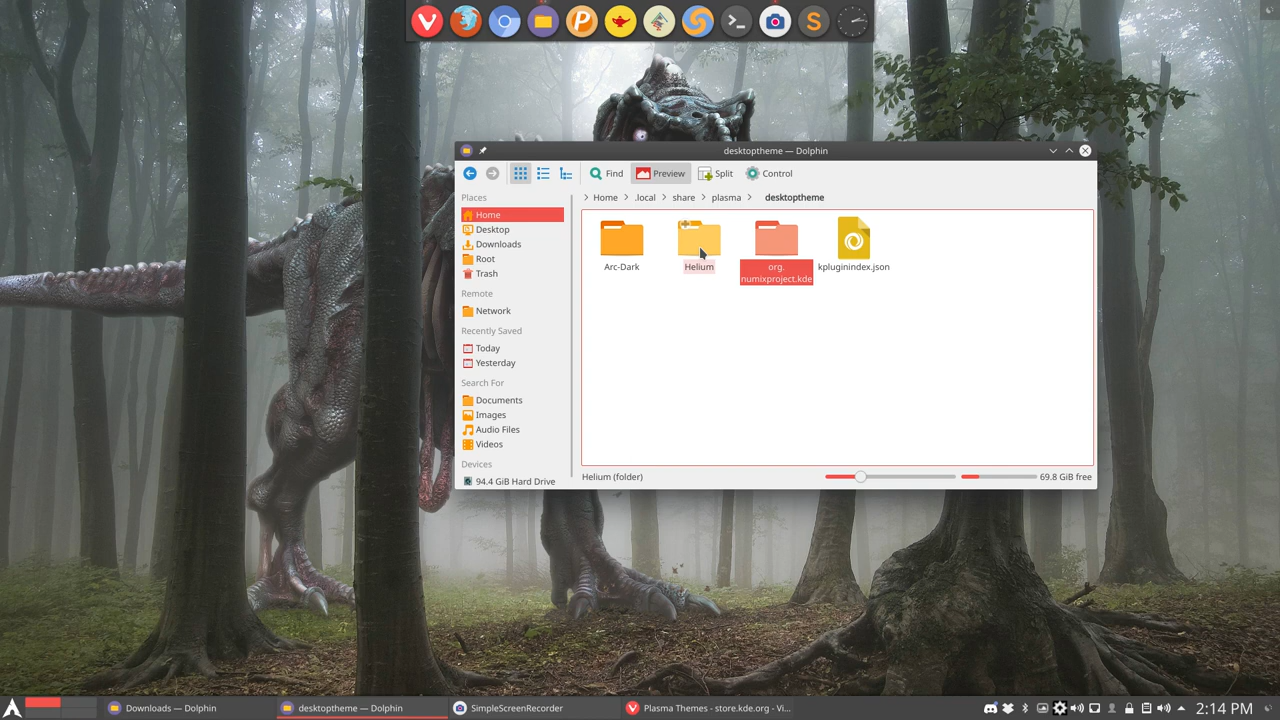 desktoptheme — Dolphin
Find
Preview
Split
Control
Places
Home
Desktop
Downloads
Root
Trash
Remote
Network
Recently Saved
Today
Yesterday
Search For
Documents
Images
Audio Files
Videos
Devices
94.4 GiB Hard Drive
Home
.local
share
plasma
desktoptheme
Arc-Dark
Helium
org.
numixproject.kde
kpluginindex.json
Helium (folder)
69.8 GiB free
Downloads — Dolphin
desktoptheme — Dolphin
SimpleScreenRecorder
Plasma Themes - store.kde.org - Vi...
2:14 PM